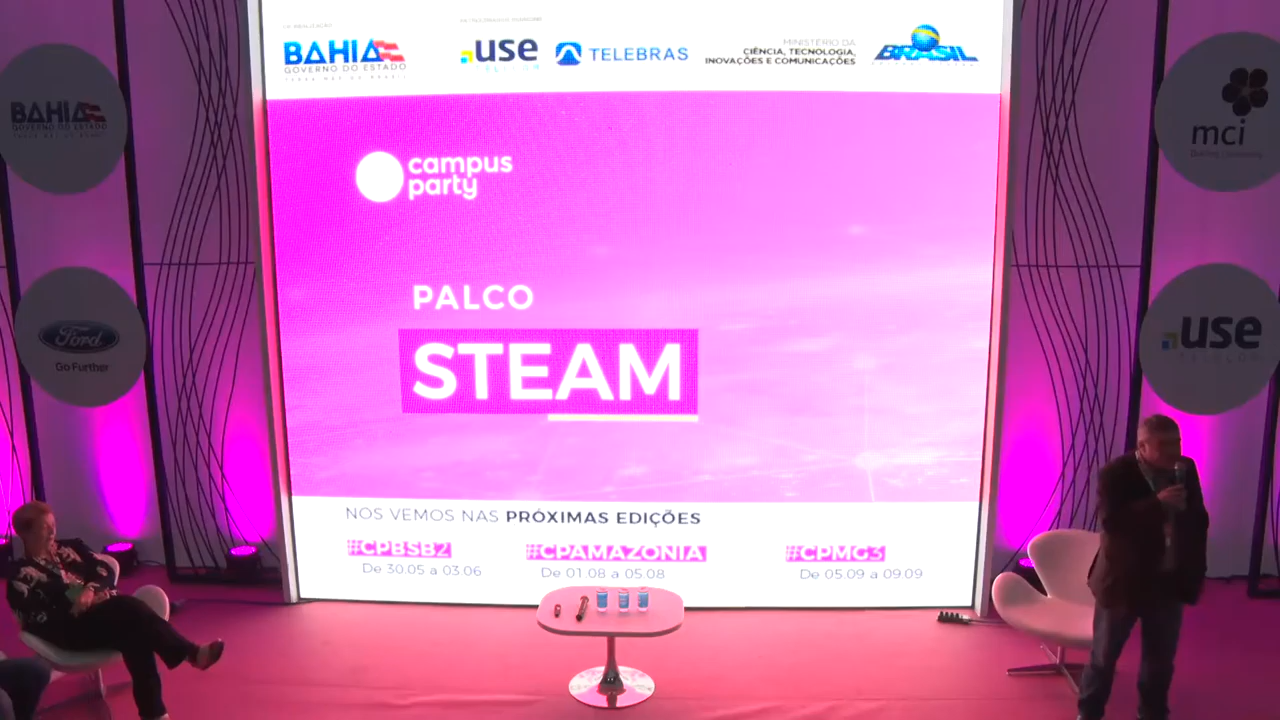 BAHIA
GOVERNO DO ESTADO
use
TELEBRAS
MINISTÉRIO DA
CIÊNCIA, TECNOLOGIA,
INOVAÇÕES E COMUNICAÇÕES
BRASIL
BAHIA
GOVERNO DO ESTADO
mci
campus
party
PALCO
STEAM
Ford
Go Further
use
TELECOM
NOS VEMOS NAS PRÓXIMAS EDIÇÕES
#CPBSB2
De 30.05 a 03.06
#CPAMAZONIA
De 01.08 a 05.08
#CPMG3
De 05.09 a 09.09